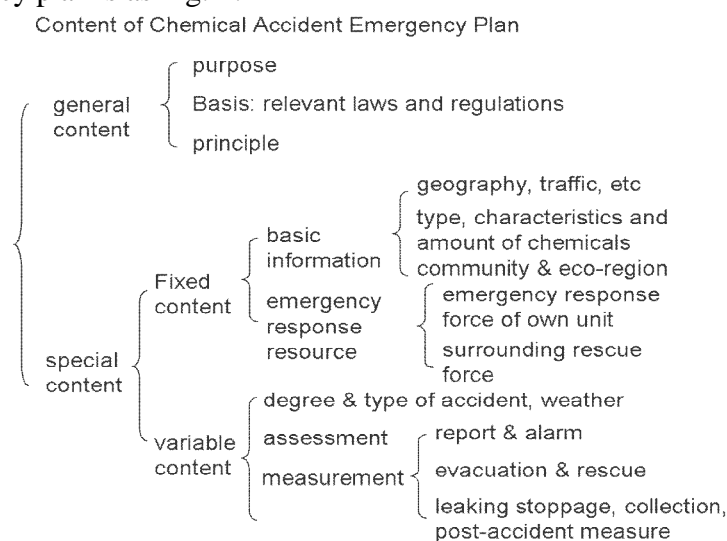 Content of Chemical Accident Emergency Plan
general
content
purpose
Basis: relevant laws and regulations
principle
special
content
Fixed
content
basic
information
geography, traffic, etc
type, characteristics and
amount of chemicals
community & eco-region
emergency
response
resource
emergency response
force of own unit
surrounding rescue
force
variable
content
degree & type of accident, weather
assessment
measurement
report & alarm
evacuation & rescue
leaking stoppage, collection,
post-accident measure